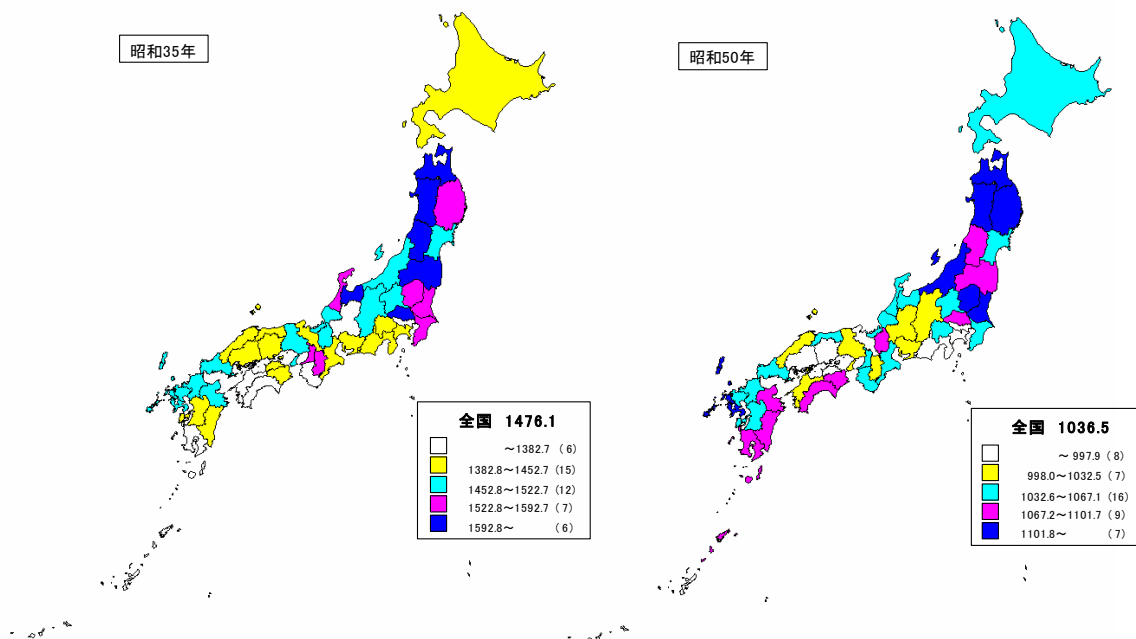 昭和35年
全国 1476.1
~1382.7 (6)
1382.8~1452.7 (15)
1452.8~1522.7 (12)
1522.8~1592.7 (7)
1592.8~ (6)
昭和50年
全国 1036.5
~997.9 (8)
998.0~1032.5 (7)
1032.6~1067.1 (16)
1067.2~1101.7 (9)
1101.8~ (7)